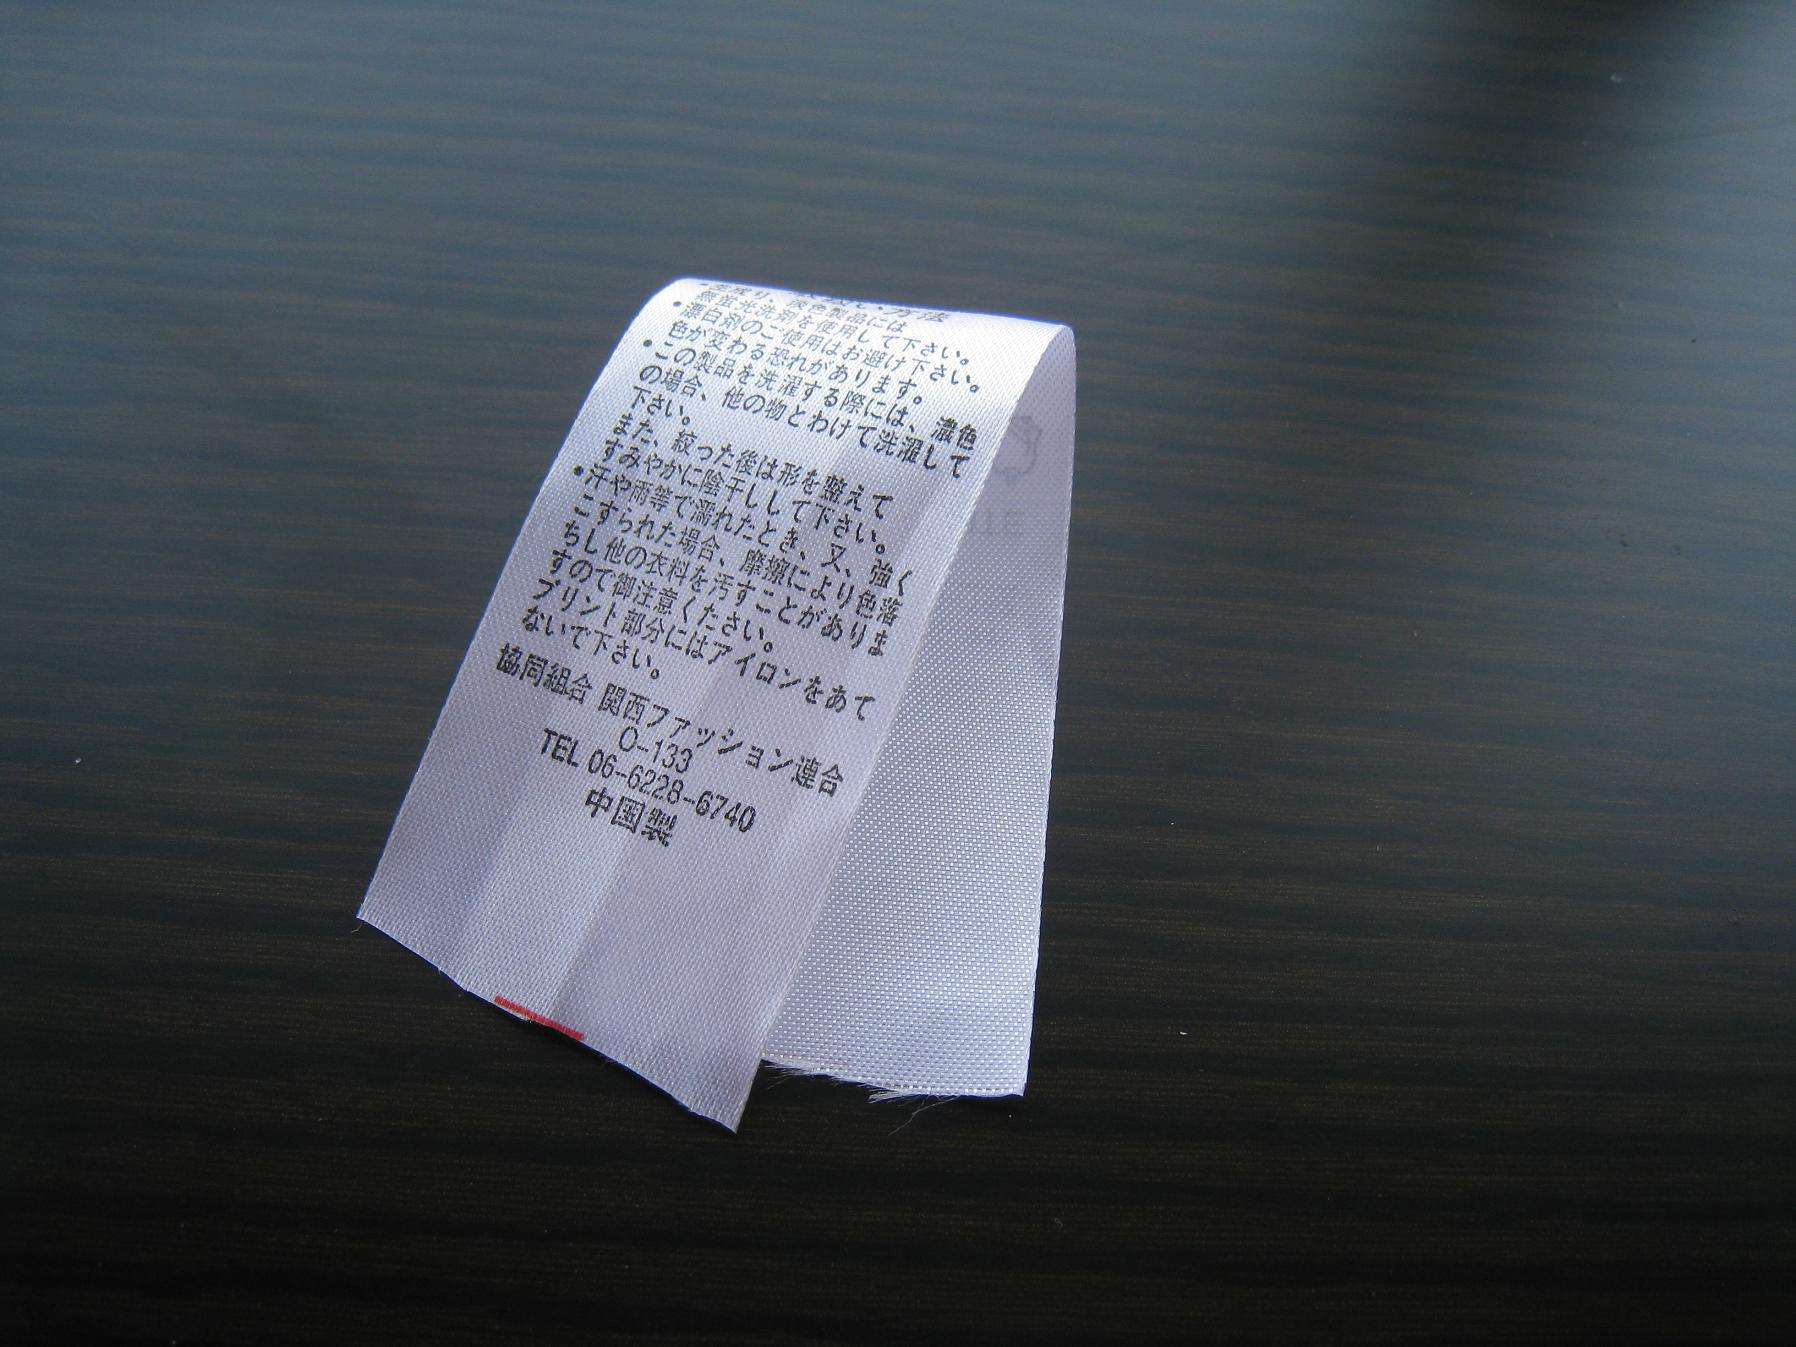 無蛍光洗剤を使用して下さい。
・漂白剤のご使用はお避け下さい。
色が変わる恐れがあります。
・この製品を洗濯する際には、濃色
の場合、他の物とわけて洗濯して
下さい。
また、絞った後は形を整えて
すみやかに陰干しして下さい。
・汗や雨等で濡れたとき、又、強く
こすられた場合、摩擦により色落
ちし他の衣料を汚すことがありま
すので御注意ください。
プリント部分にはアイロンをあて
ないで下さい。
協同組合 関西ファッション連合
O-133
TEL 06-6228-6740
中国製